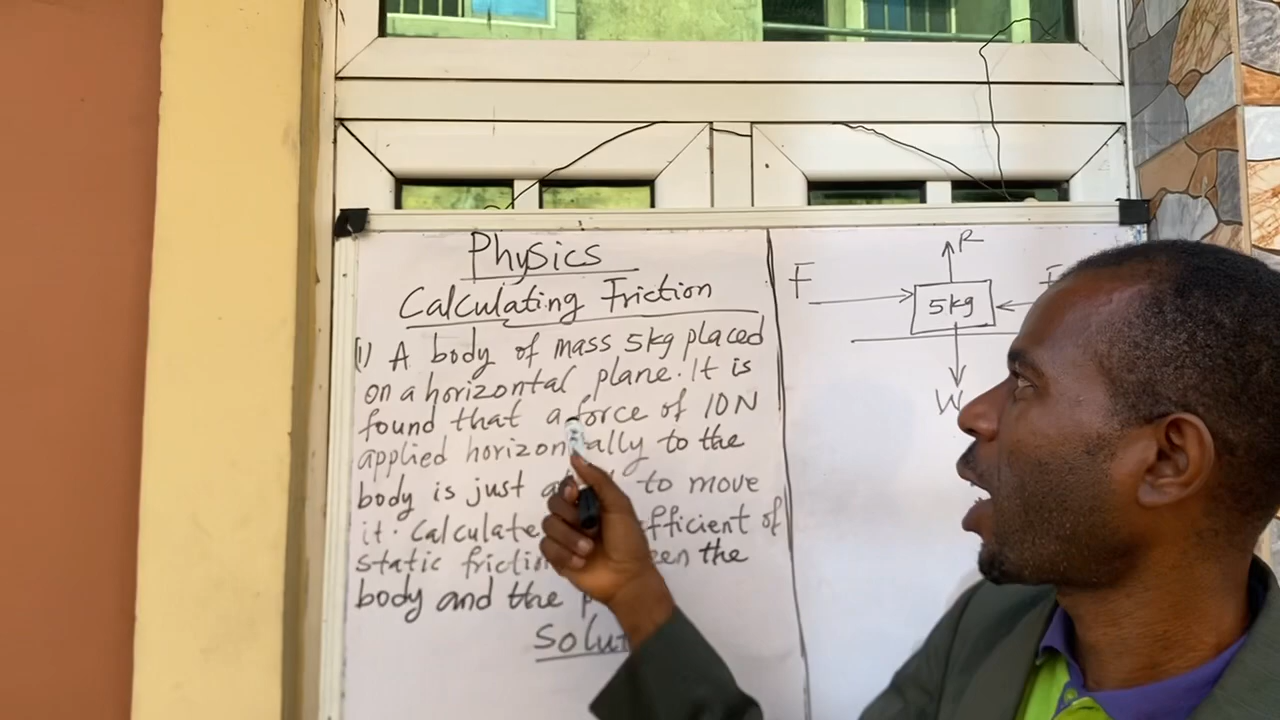 Physics
Calculating Friction
(1) A body of mass 5kg placed
on a horizontal plane. It is
found that a force of 10N
applied horizontally to the
body is just to move
it. Calculate of
static the
body and the
R
F
5kg
W